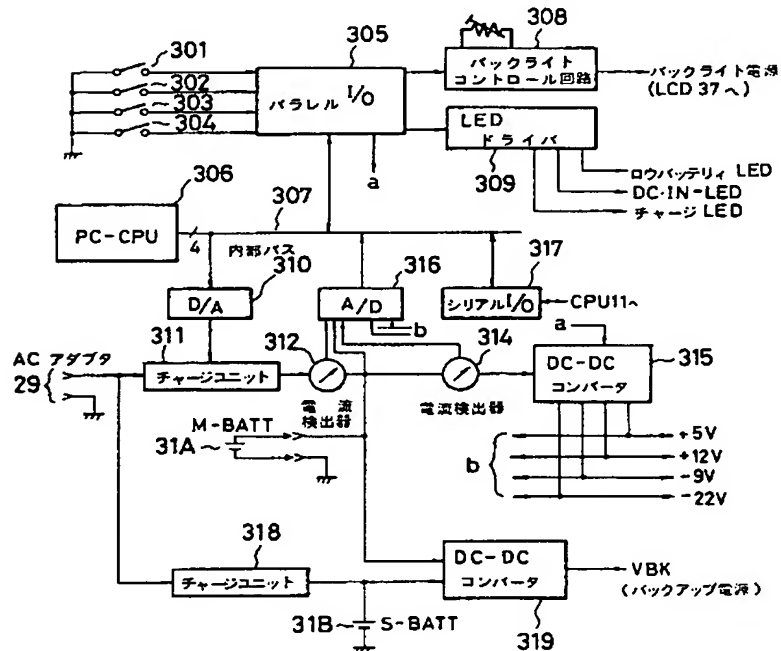 301
302
303
304
305
パラレル I/O
a
308
バックライト
コントロール回路
バックライト電源
(LCD 37へ)
LED
ドライバ
309
ロウバッテリィ LED
DC・IN-LED
チャージ LED
306
PC-CPU
4
307
内部バス
310
D/A
316
A/D
b
317
シリアル I/O
CPU11へ
311
チャージユニット
312
電流
検出器
314
電流検出器
a
315
DC-DC
コンバータ
AC アダプタ
29
M-BATT
31A
b
+5V
+12V
-9V
-22V
318
チャージユニット
31B
S-BATT
DC-DC
コンバータ
319
VBK
(バックアップ電源)